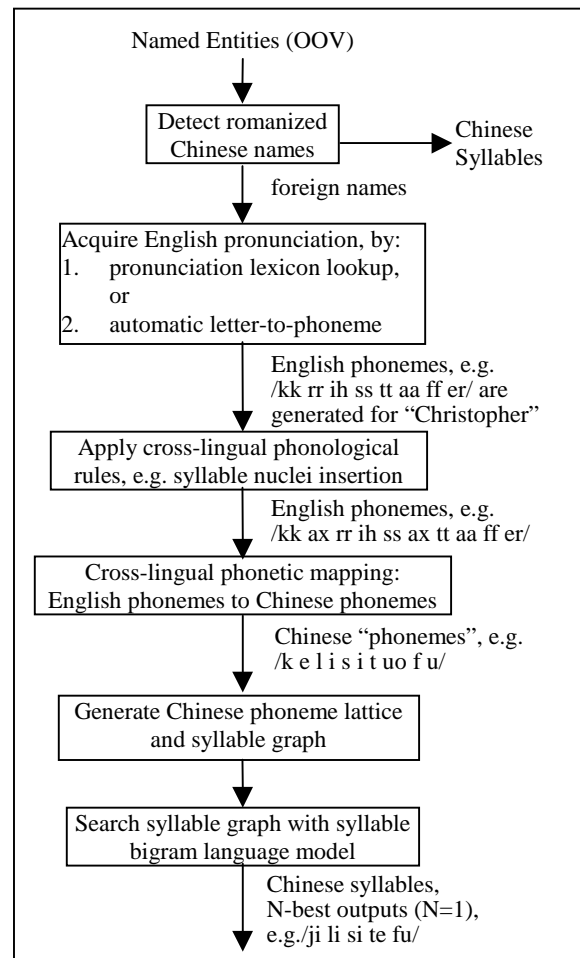 Named Entities (OOV)
Detect romanized
Chinese names
Chinese
Syllables
foreign names
Acquire English pronunciation, by:
1. pronunciation lexicon lookup,
or
2. automatic letter-to-phoneme
English phonemes, e.g.
/kk rr ih ss tt aa ff er/ are
generated for “Christopher”
Apply cross-lingual phonological
rules, e.g. syllable nuclei insertion
English phonemes, e.g.
/kk ax rr ih ss ax tt aa ff er/
Cross-lingual phonetic mapping:
English phonemes to Chinese phonemes
Chinese “phonemes”, e.g.
/k e l i s i t uo f u/
Generate Chinese phoneme lattice
and syllable graph
Search syllable graph with syllable
bigram language model
Chinese syllables,
N-best outputs (N=1),
e.g./ji li si te fu/